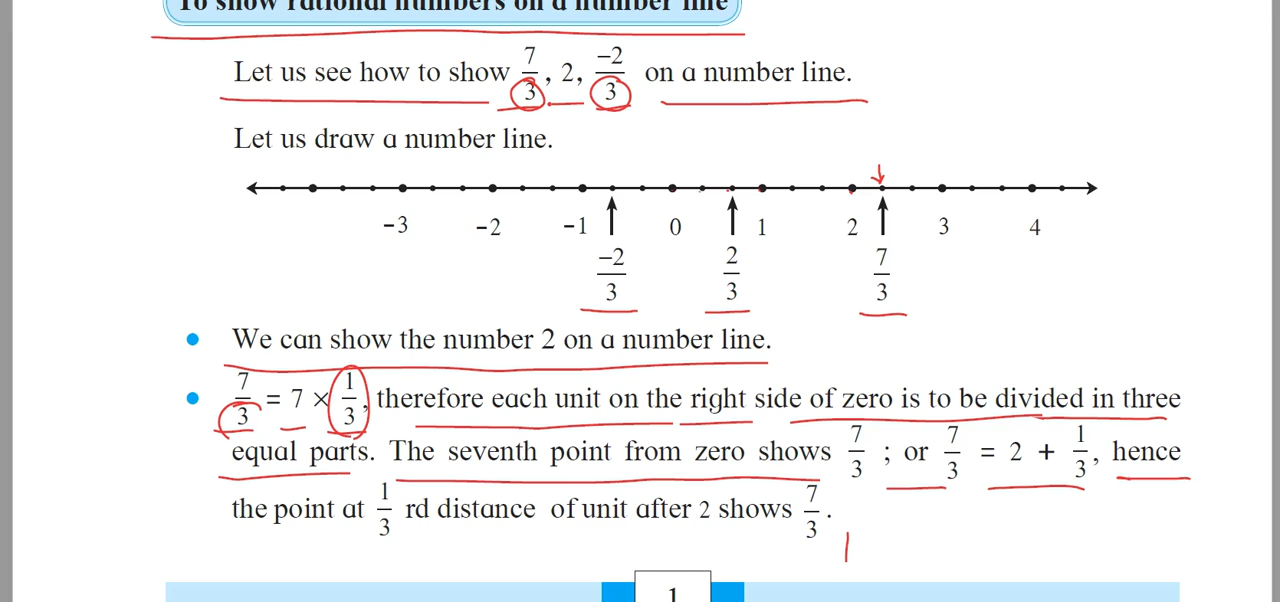 To show rational numbers on a number line
Let us see how to show 7/3, 2, −2/3 on a number line.
Let us draw a number line.
−3 −2 −1 0 1 2 3 4
−2/3 2/3 7/3
• We can show the number 2 on a number line.
• 7/3 = 7 × 1/3, therefore each unit on the right side of zero is to be divided in three
equal parts. The seventh point from zero shows 7/3 ; or 7/3 = 2 + 1/3, hence
the point at 1/3 rd distance of unit after 2 shows 7/3.
1